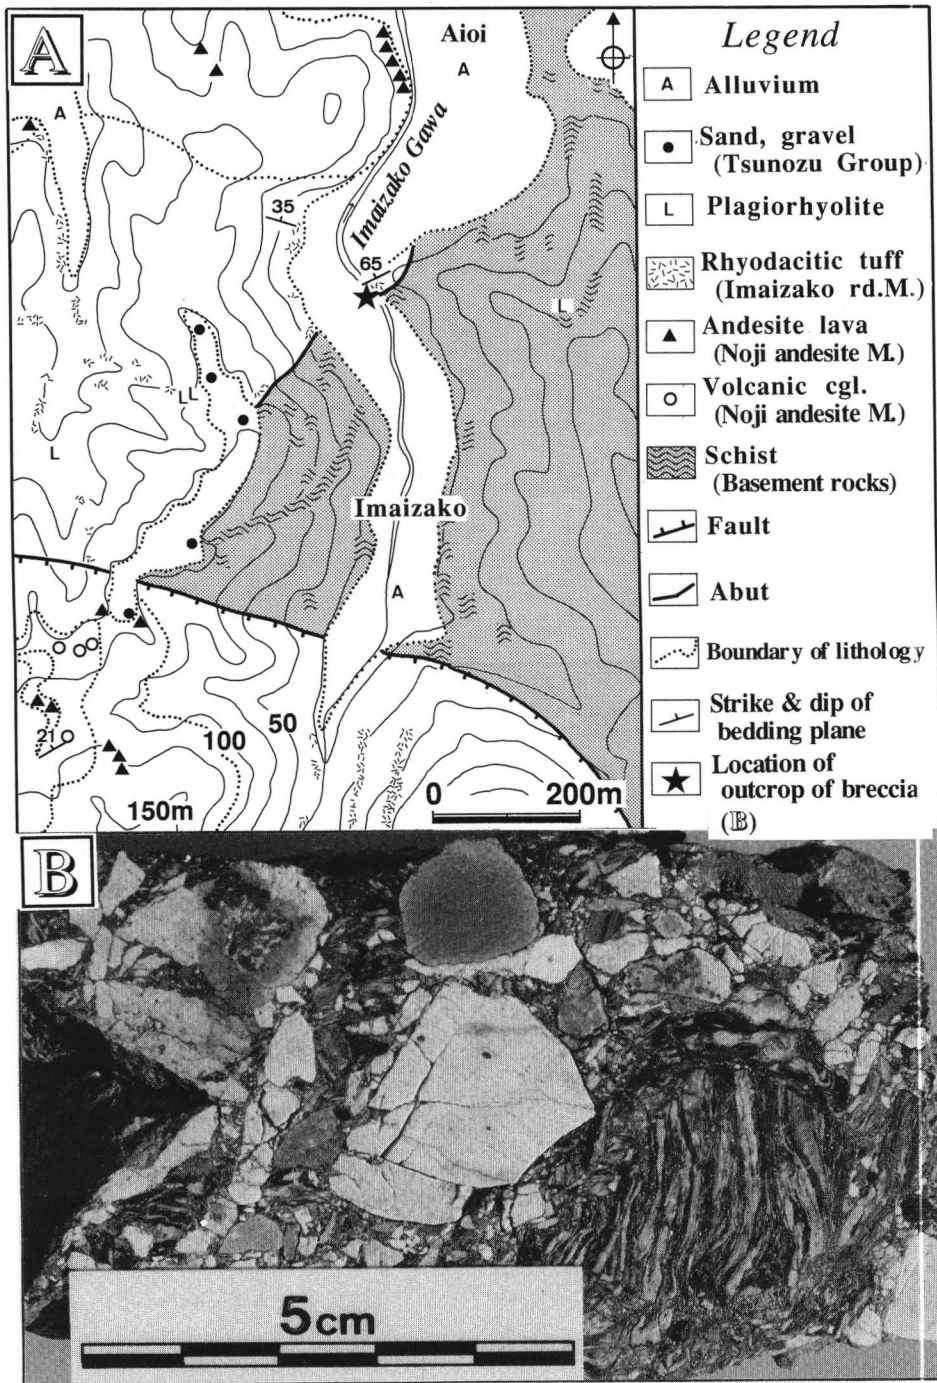 A
Aioi
A
Imaizako Gawa
A
35
65
L
L L
L
Imaizako
A
21
100
50
150m
0 200m
Legend
A Alluvium
Sand, gravel
(Tsunozu Group)
L Plagiorhyolite
Rhyodacitic tuff
(Imaizako rd.M.)
Andesite lava
(Noji andesite M.)
Volcanic cgl.
(Noji andesite M.)
Schist
(Basement rocks)
Fault
Abut
Boundary of lithology
Strike & dip of
bedding plane
Location of
outcrop of breccia
(B)
B
5cm